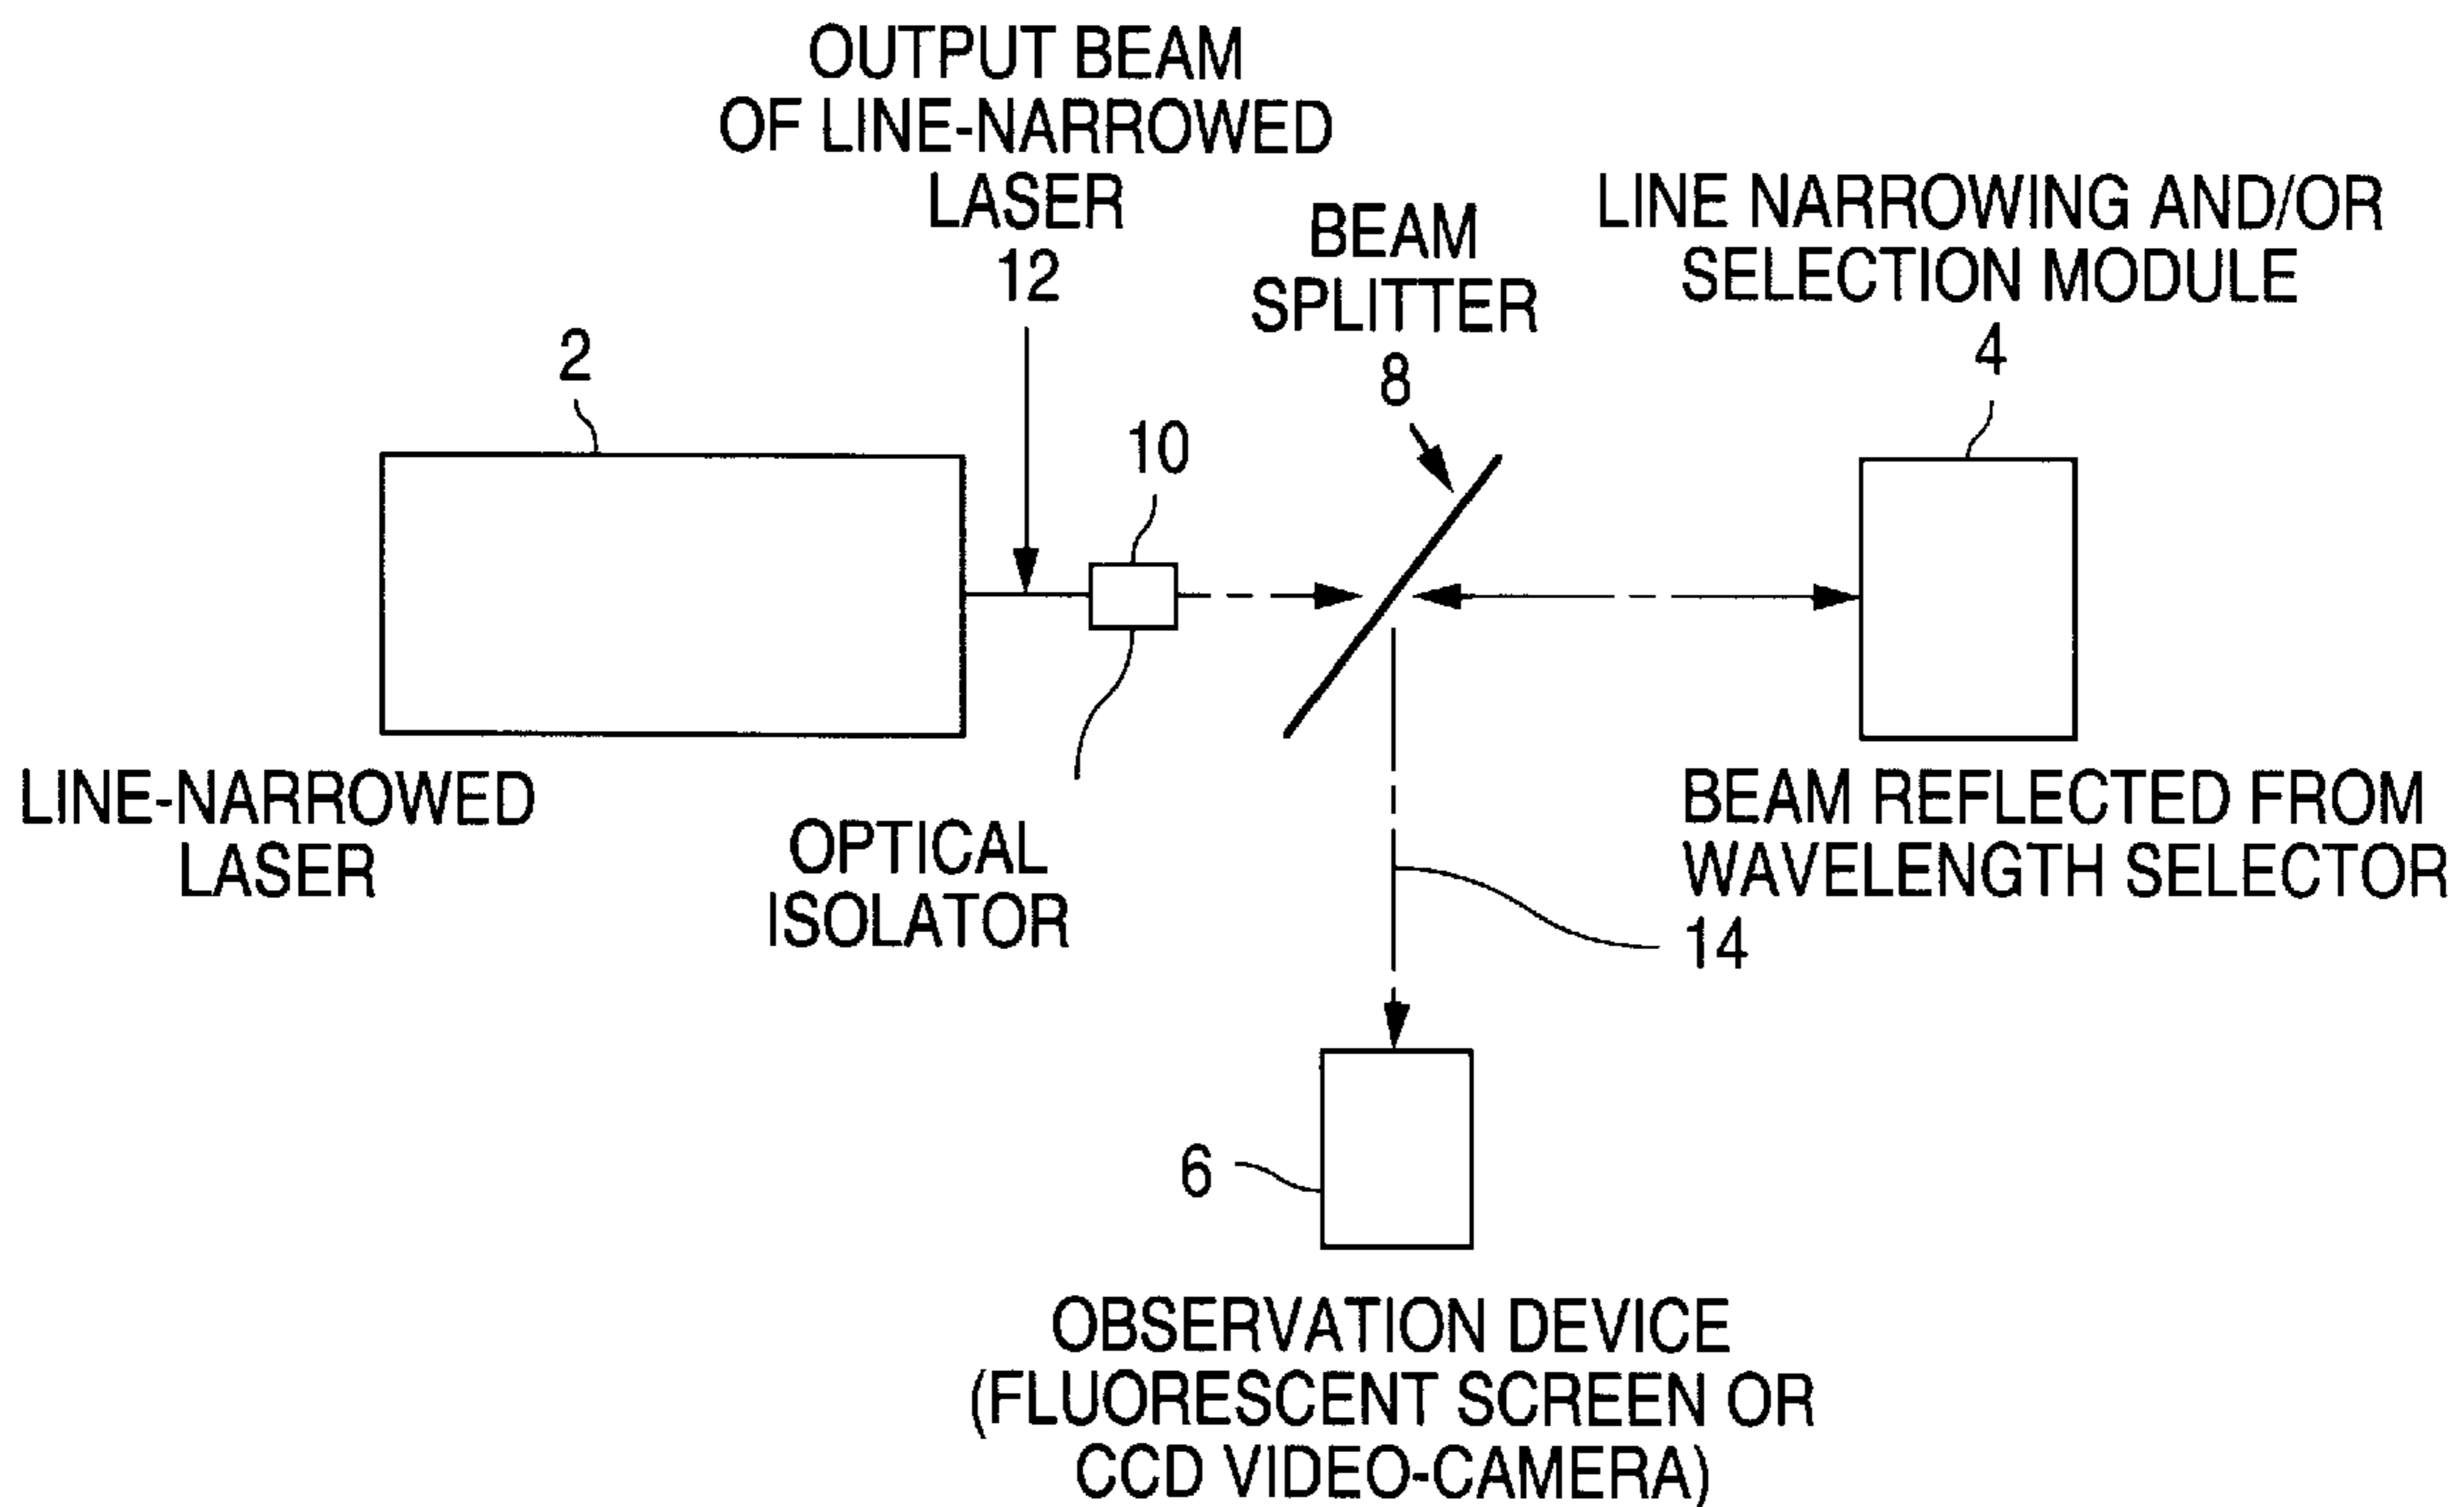 OUTPUT BEAM
OF LINE-NARROWED
LASER
12
BEAM
SPLITTER
8
LINE NARROWING AND/OR
SELECTION MODULE
4
2
10
LINE-NARROWED
LASER
OPTICAL
ISOLATOR
BEAM REFLECTED FROM
WAVELENGTH SELECTOR
14
6
OBSERVATION DEVICE
(FLUORESCENT SCREEN OR
CCD VIDEO-CAMERA)